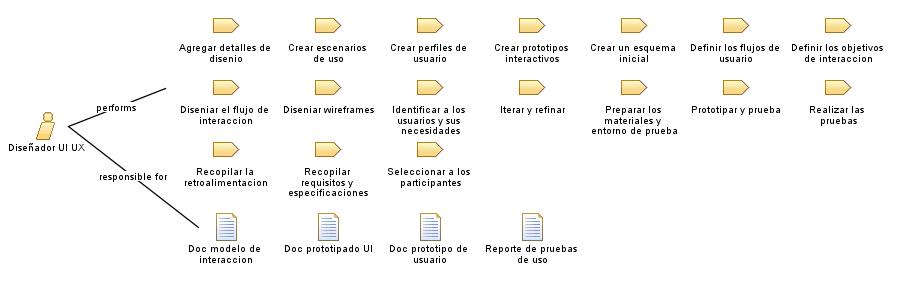 Agregar detalles de
disenio
Crear escenarios
de uso
Crear perfiles de
usuario
Crear prototipos
interactivos
Crear un esquema
inicial
Definir los flujos de
usuario
Definir los objetivos
de interaccion
performs
Diseniar el flujo de
interaccion
Diseniar wireframes
Identificar a los
usuarios y sus
necesidades
Iterar y refinar
Preparar los
materiales y
entorno de prueba
Prototipar y prueba
Realizar las
pruebas
Diseñador UI UX
responsible for
Recopilar la
retroalimentacion
Recopilar
requisitos y
especificaciones
Seleccionar a los
participantes
Doc modelo de
interaccion
Doc prototipado UI
Doc prototipo de
usuario
Reporte de pruebas
de uso